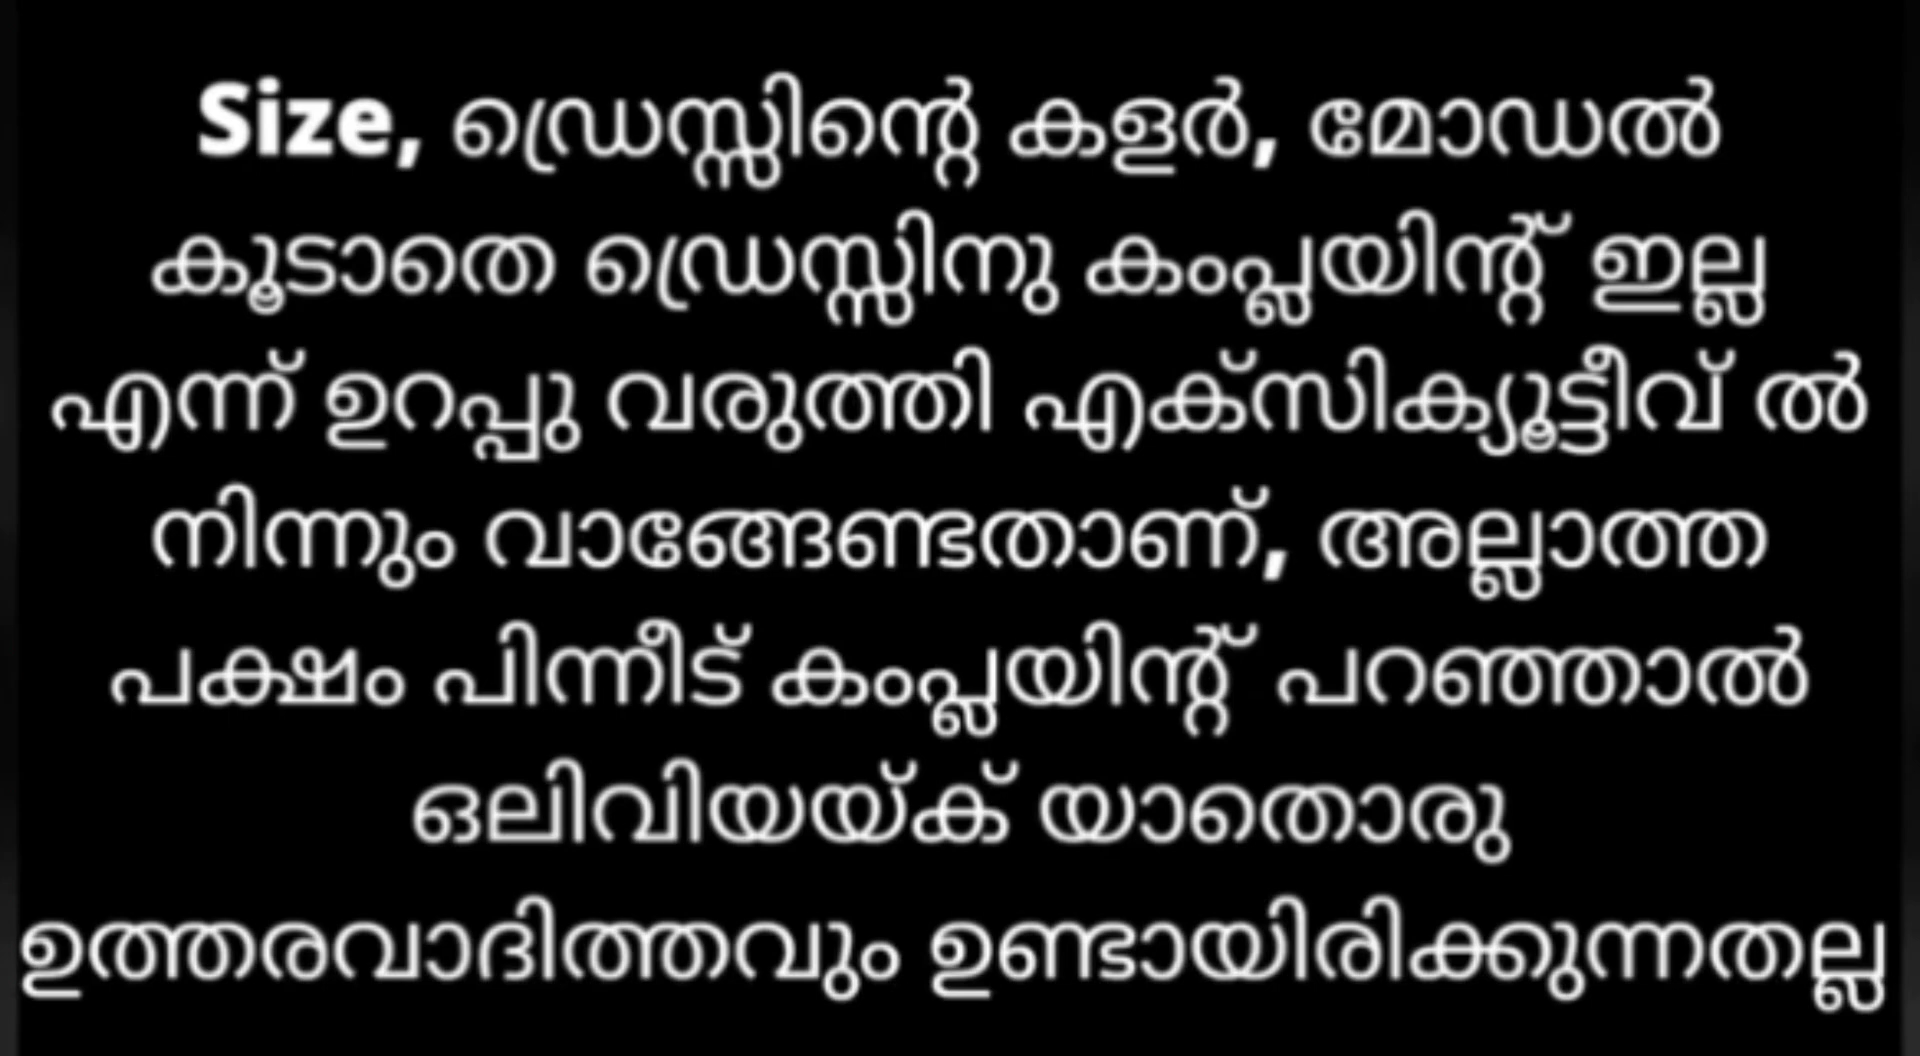 Size, ഡ്രെസ്സിന്റെ കളർ, മോഡൽ
കൂടാതെ ഡ്രെസ്സിനു കംപ്ലയിന്റ് ഇല്ല
എന്ന് ഉറപ്പു വരുത്തി എക്സിക്യൂട്ടീവ് ൽ
നിന്നും വാങ്ങേണ്ടതാണ്, അല്ലാത്ത
പക്ഷം പിന്നീട് കംപ്ലയിന്റ് പറഞ്ഞാൽ
ഒലിവിയയ്ക് യാതൊരു
ഉത്തരവാദിത്തവും ഉണ്ടായിരിക്കുന്നതല്ല